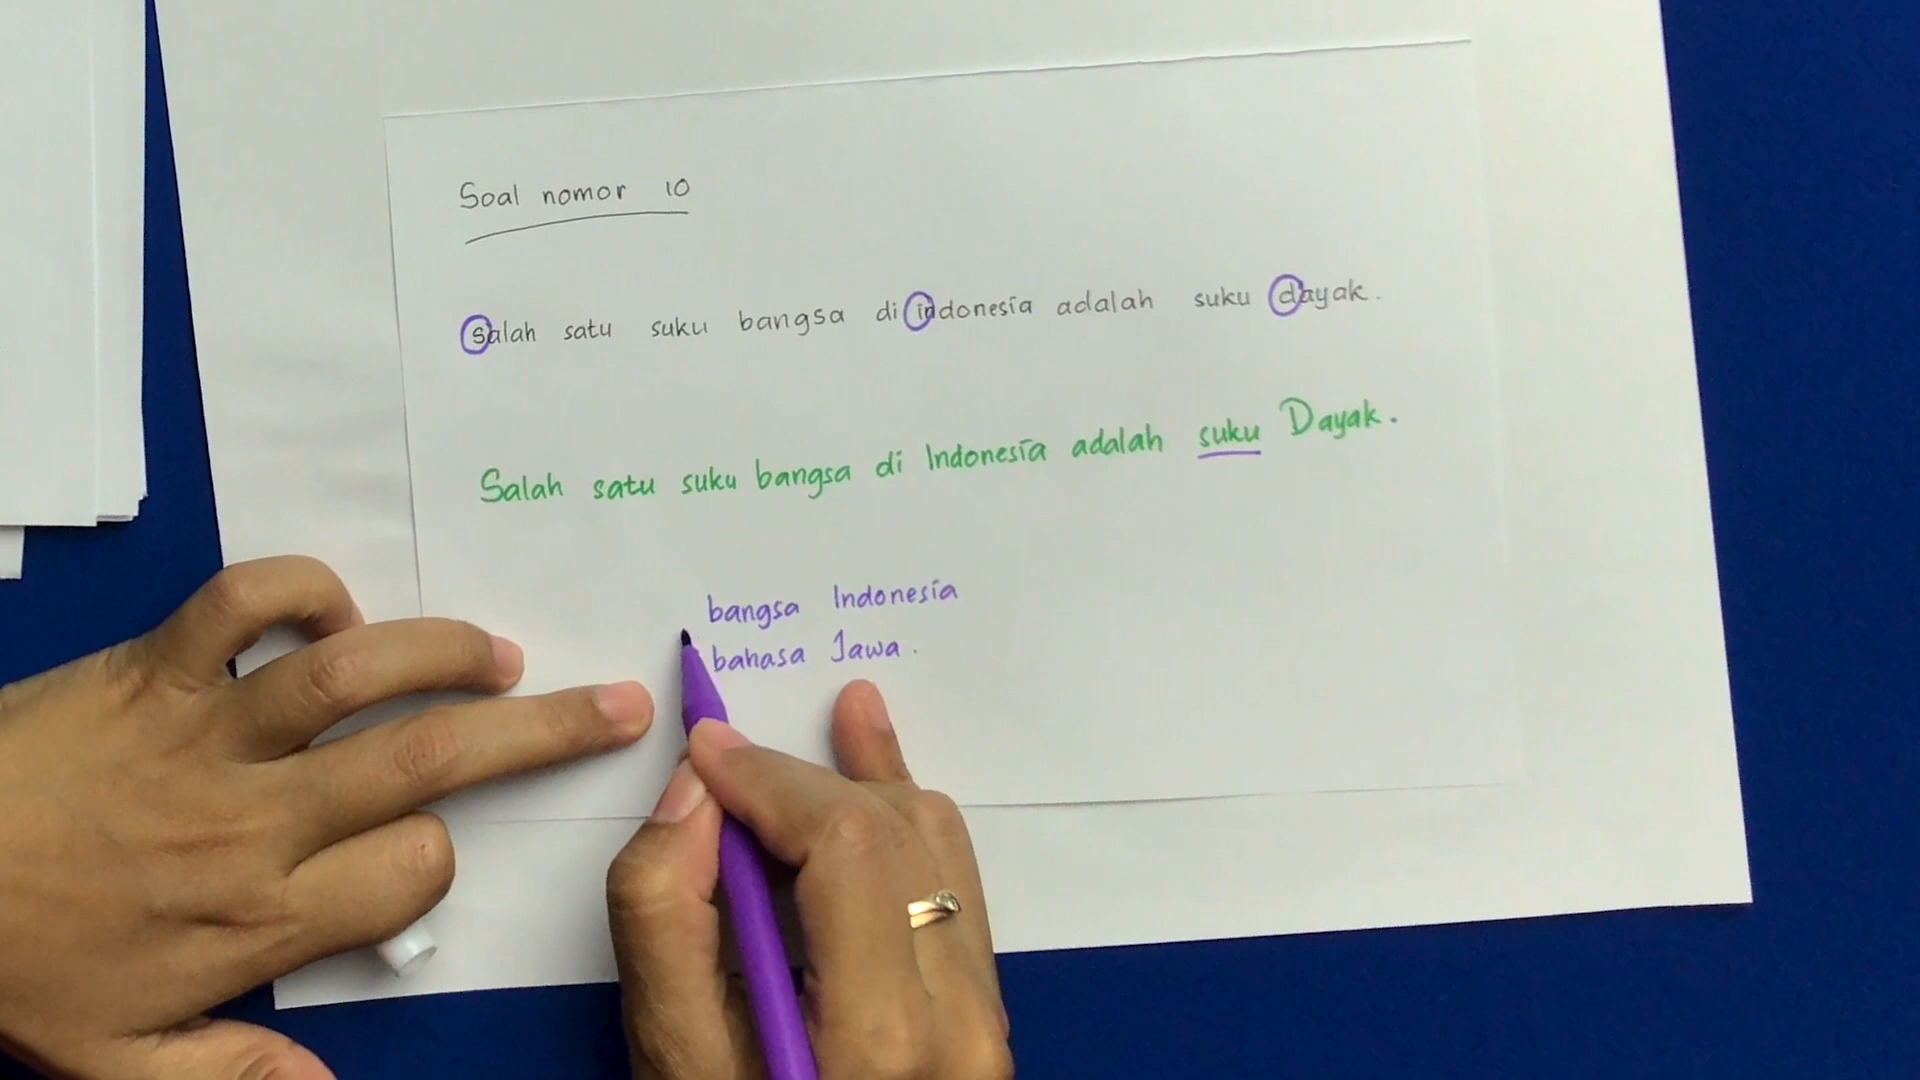 Soal nomor 10
salah satu suku bangsa di indonesia adalah suku dayak.
Salah satu suku bangsa di Indonesia adalah suku Dayak.
bangsa Indonesia
bahasa Jawa.